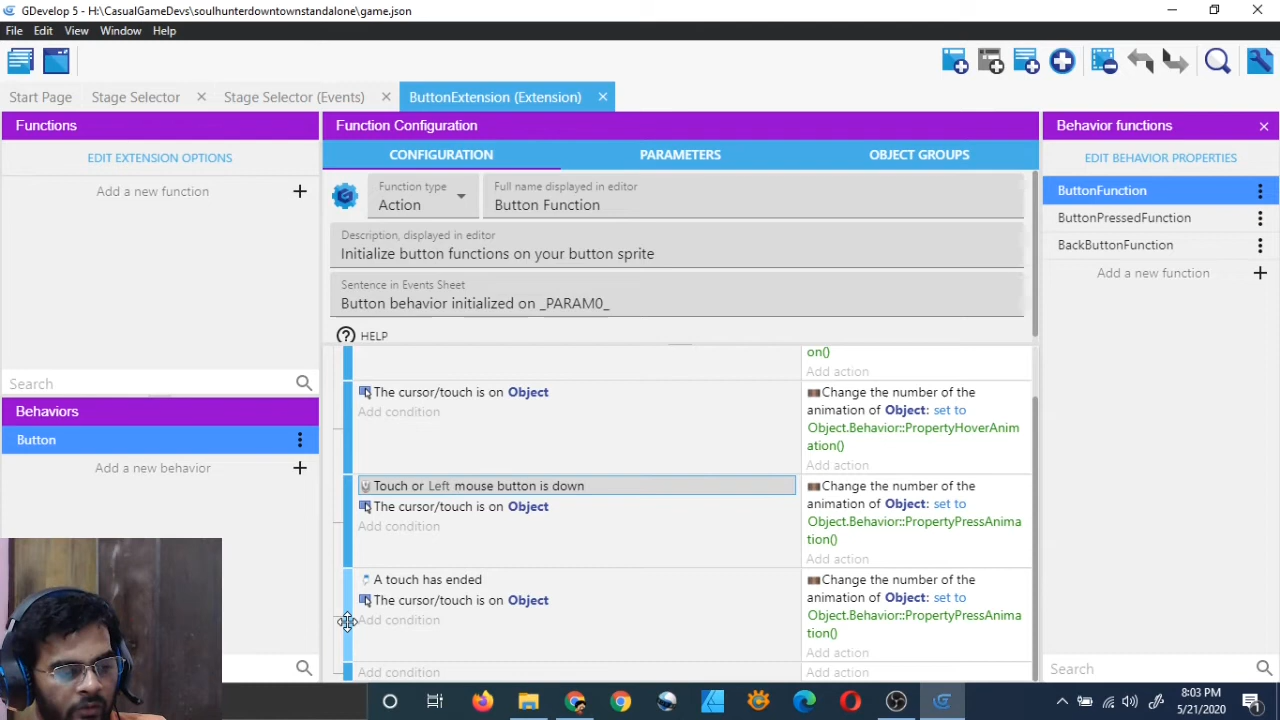 GDevelop 5 - H:\CasualGameDevs\soulhunterdowntownstandalone\game.json
File Edit View Window Help
Start Page Stage Selector Stage Selector (Events) ButtonExtension (Extension)
Functions
EDIT EXTENSION OPTIONS
Add a new function
Search
Behaviors
Button
Add a new behavior
Function Configuration
CONFIGURATION PARAMETERS OBJECT GROUPS
Function type
Action
Full name displayed in editor
Button Function
Description, displayed in editor
Initialize button functions on your button sprite
Sentence in Events Sheet
Button behavior initialized on _PARAM0_
HELP
on()
Add action
The cursor/touch is on Object
Add condition
Change the number of the
animation of Object: set to
Object.Behavior::PropertyHoverAnim
ation()
Add action
Touch or Left mouse button is down
The cursor/touch is on Object
Add condition
Change the number of the
animation of Object: set to
Object.Behavior::PropertyPressAnima
tion()
Add action
A touch has ended
The cursor/touch is on Object
Add condition
Change the number of the
animation of Object: set to
Object.Behavior::PropertyPressAnima
tion()
Add action
Add condition
Add action
Behavior functions
EDIT BEHAVIOR PROPERTIES
ButtonFunction
ButtonPressedFunction
BackButtonFunction
Add a new function
Search
8:03 PM
5/21/2020
1